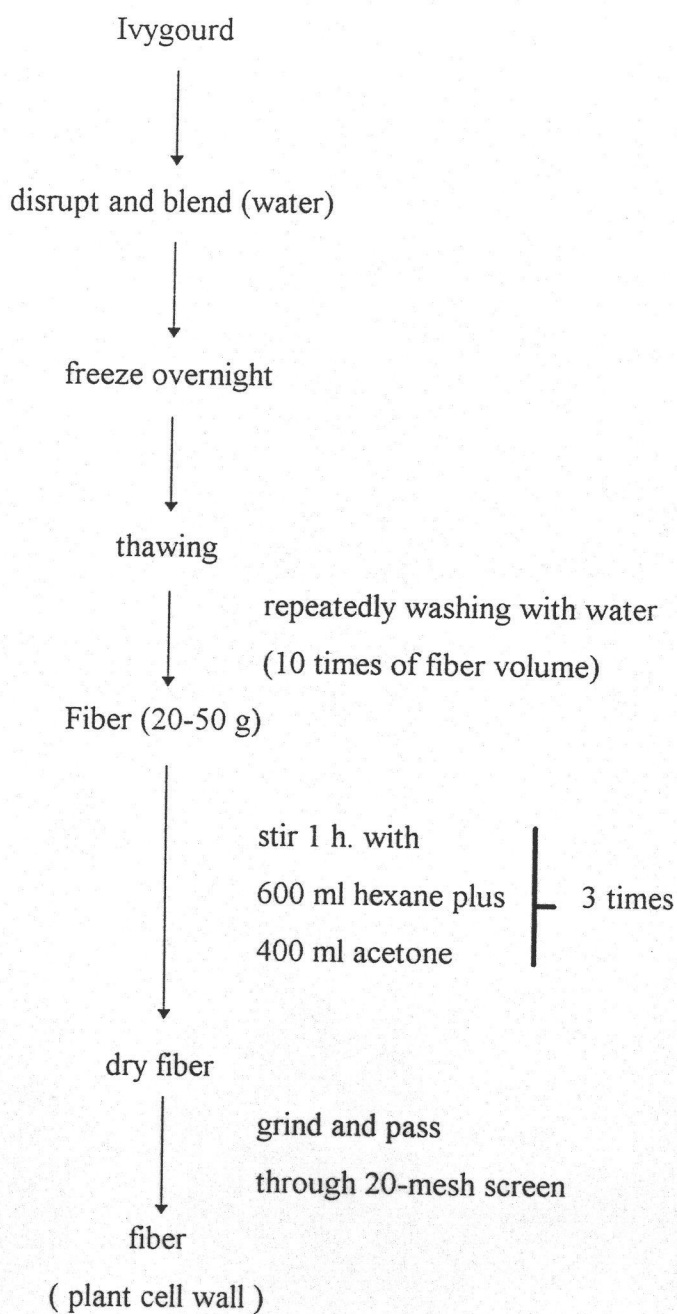 Ivygourd
disrupt and blend (water)
freeze overnight
thawing
repeatedly washing with water
(10 times of fiber volume)
Fiber (20-50 g)
stir 1 h. with
600 ml hexane plus
3 times
400 ml acetone
dry fiber
grind and pass
through 20-mesh screen
fiber
( plant cell wall )